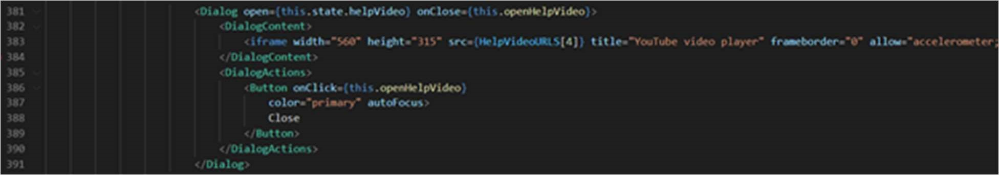 381 <Dialog open={this.state.helpVideo} onClose={this.openHelpVideo}>
382 <DialogContent>
383 <iframe width="560" height="315" src={HelpVideoURLS[4]} title="YouTube video player" frameborder="0" allow="accelerometer;
384 </DialogContent>
385 <DialogActions>
386 <Button onClick={this.openHelpVideo}
387 color="primary" autoFocus>
388 Close
389 </Button>
390 </DialogActions>
391 </Dialog>